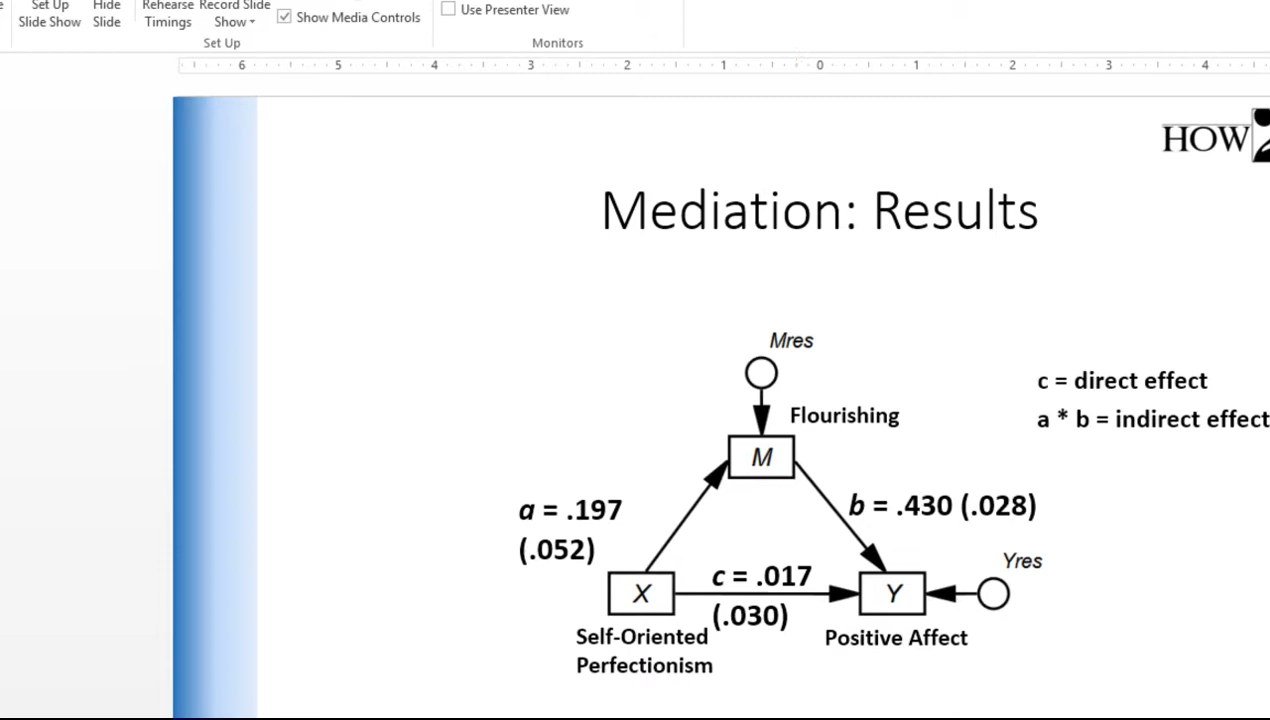 Set Up
Slide Show
Hide
Slide
Rehearse
Timings
Record Slide
Show
Show Media Controls
Use Presenter View
Set Up
Monitors
6 5 4 3 2 1 0 1 2 3 4
HOW2
Mediation: Results
Mres
c = direct effect
Flourishing
a * b = indirect effect
M
a = .197
(.052)
b = .430 (.028)
Yres
c = .017
X
Y
(.030)
Self-Oriented
Perfectionism
Positive Affect